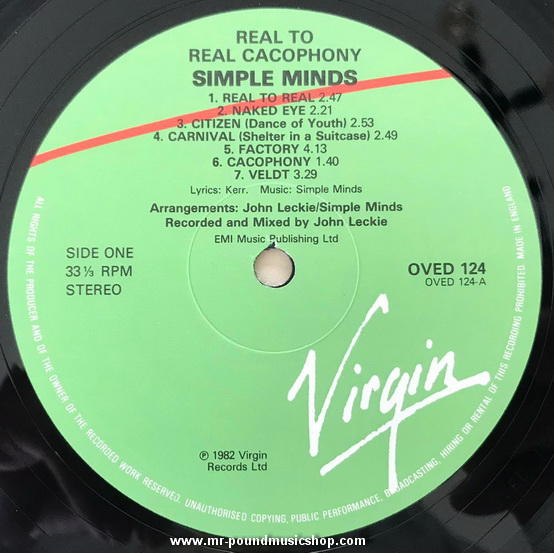 REAL TO
REAL CACOPHONY
SIMPLE MINDS
1. REAL TO REAL 2.47
2. NAKED EYE 2.21
3. CITIZEN (Dance of Youth) 2.53
4. CARNIVAL (Shelter in a Suitcase) 2.49
5. FACTORY 4.13
6. CACOPHONY 1.40
7. VELDT 3.29
Lyrics: Kerr. Music: Simple Minds
Arrangements: John Leckie/Simple Minds
Recorded and Mixed by John Leckie
EMI Music Publishing Ltd
SIDE ONE
33⅓ RPM
STEREO
OVED 124
OVED 124-A
Virgin
℗ 1982 Virgin
Records Ltd
ALL RIGHTS OF THE PRODUCER AND OF THE OWNER OF THE RECORDED WORK RESERVED. UNAUTHORISED COPYING, PUBLIC PERFORMANCE, BROADCASTING, HIRING OR RENTAL OF THIS RECORDING PROHIBITED. MADE IN ENGLAND
www.mr-poundmusicshop.com